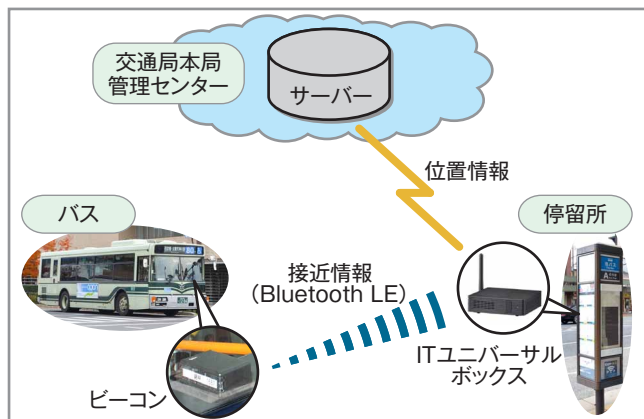 交通局本局
管理センター
サーバー
位置情報
バス
停留所
接近情報
（Bluetooth LE）
ITユニバーサル
ボックス
ビーコン